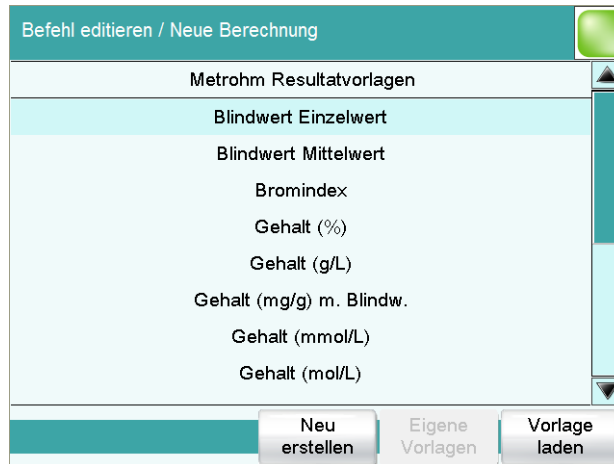 Befehl editieren / Neue Berechnung
Metrohm Resultatvorlagen
Blindwert Einzelwert
Blindwert Mittelwert
Bromindex
Gehalt (%)
Gehalt (g/L)
Gehalt (mg/g) m. Blindw.
Gehalt (mmol/L)
Gehalt (mol/L)
Neu
erstellen
Eigene
Vorlagen
Vorlage
laden